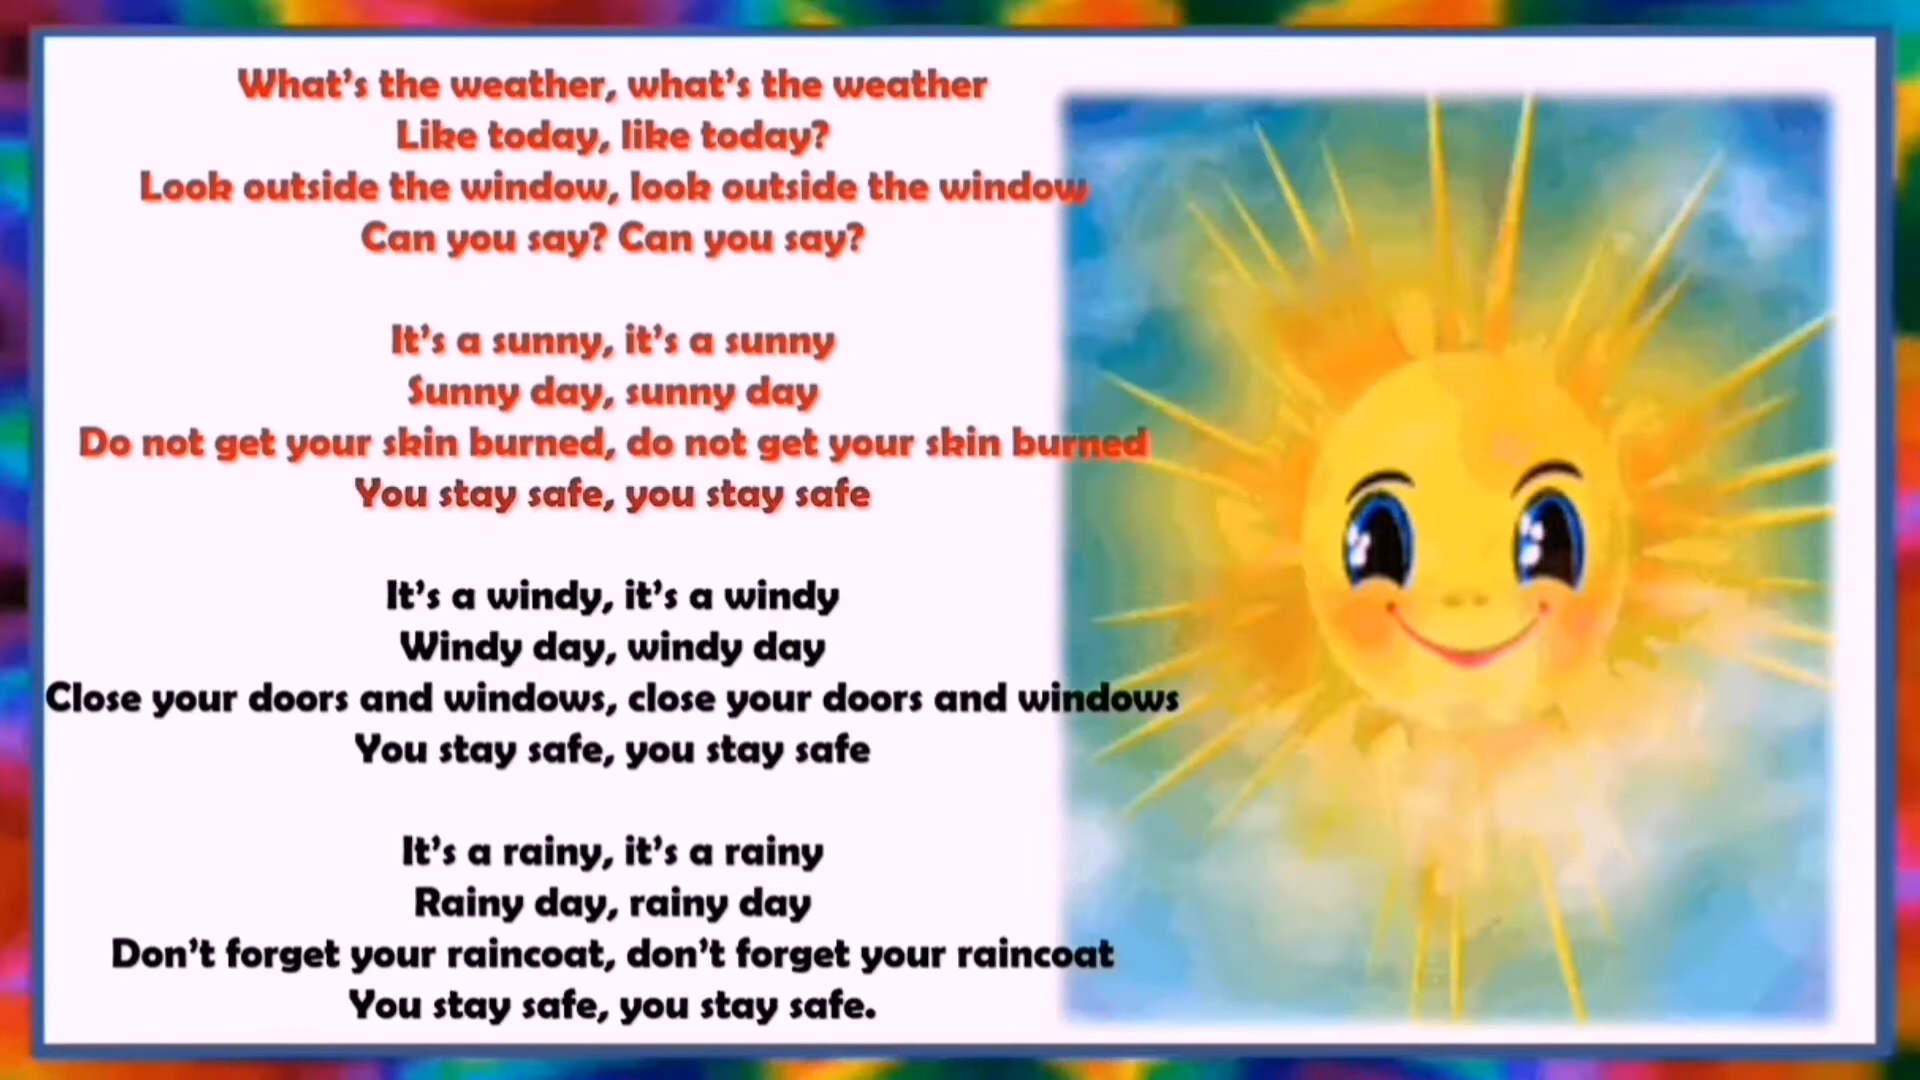 What's the weather, what's the weather
Like today, like today?
Look outside the window, look outside the window
Can you say? Can you say?
It's a sunny, it's a sunny
Sunny day, sunny day
Do not get your skin burned, do not get your skin burned
You stay safe, you stay safe
It's a windy, it's a windy
Windy day, windy day
Close your doors and windows, close your doors and windows
You stay safe, you stay safe
It's a rainy, it's a rainy
Rainy day, rainy day
Don't forget your raincoat, don't forget your raincoat
You stay safe, you stay safe.